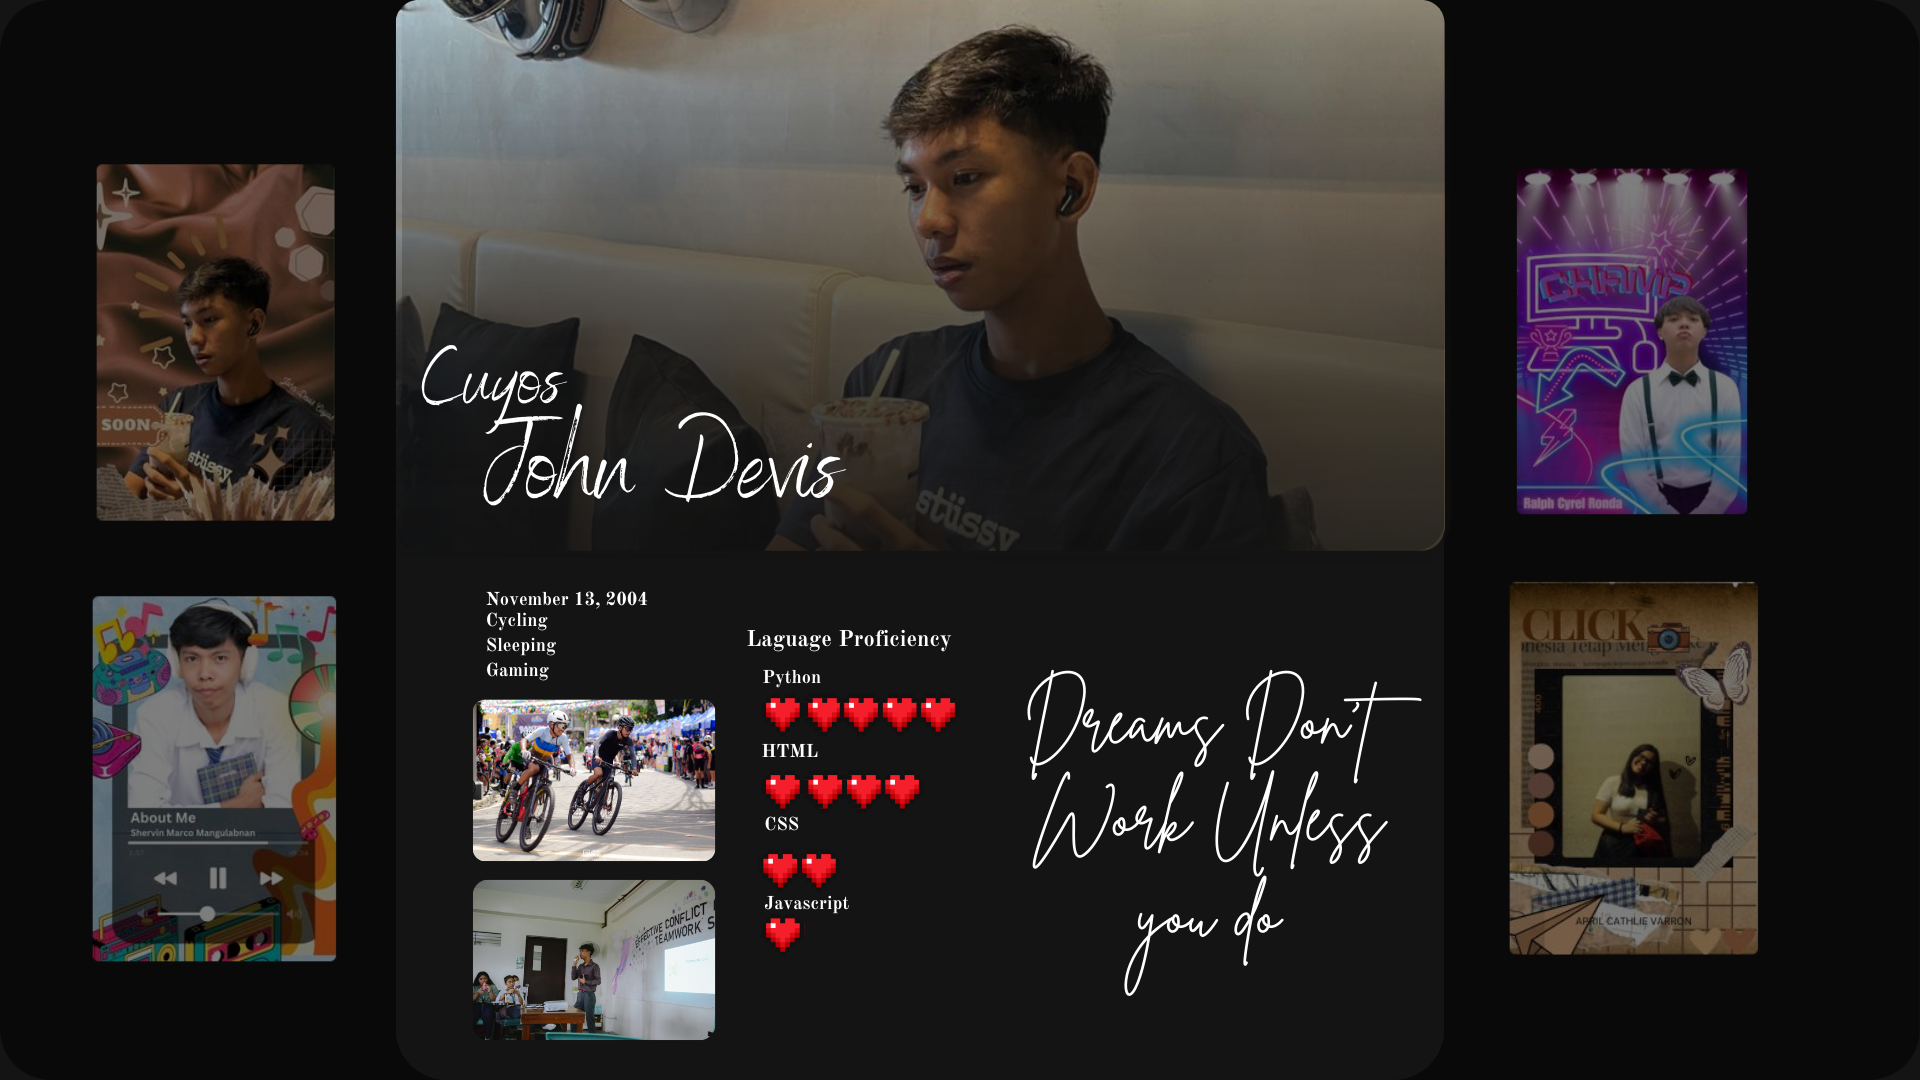 SOON
stüssy
About Me
Shervin Marco Mangulabnan
Cuyos
John Devis
stüssy
November 13, 2004
Cycling
Sleeping
Gaming
EFFECTIVE CONFLICT
TEAMWORK S
Laguage Proficiency
Python
HTML
CSS
Javascript
Dreams Don't
Work Unless
you do
CHAMP
Ralph Cyrel Ronda
CLICK
Indonesia Tetap
APRIL CATHLIE VARRON